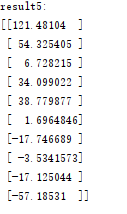 result5:
[[121.48104  ]
 [ 54.325405 ]
 [  6.728215 ]
 [ 34.099022 ]
 [ 38.779877 ]
 [  1.6964846]
 [-17.746689 ]
 [ -3.5341573]
 [-17.125044 ]
 [-57.18531  ]]